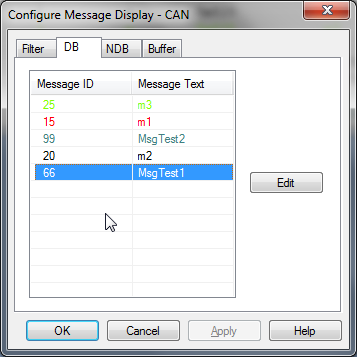 Configure Message Display - CAN
Filter DB NDB Buffer
Message ID Message Text
25 m3
15 m1
99 MsgTest2
20 m2
66 MsgTest1
Edit
OK Cancel Apply Help